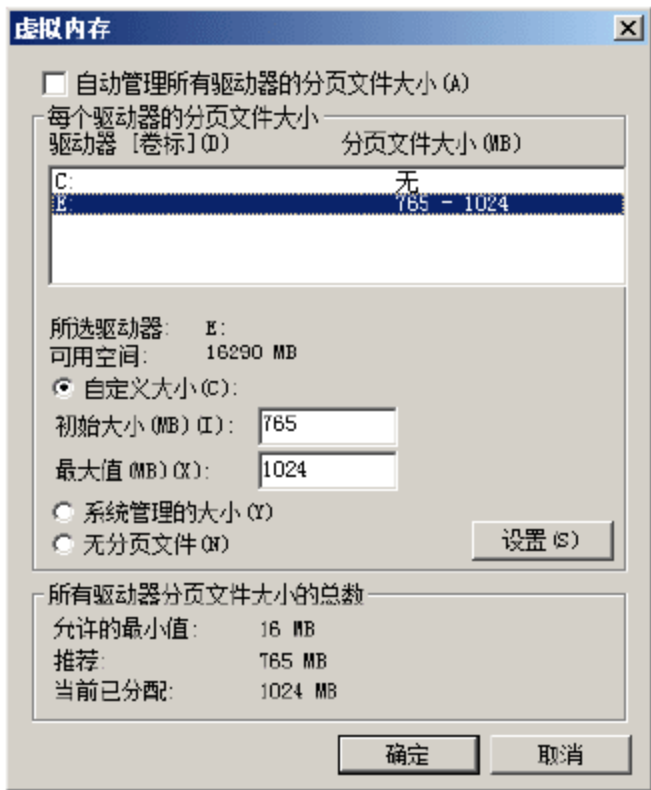 虚拟内存
自动管理所有驱动器的分页文件大小(A)
每个驱动器的分页文件大小
驱动器 [卷标](D) 分页文件大小(MB)
C: 无
E: 765 - 1024
所选驱动器: E:
可用空间: 16290 MB
自定义大小(C):
初始大小(MB)(I): 765
最大值(MB)(X): 1024
系统管理的大小(Y)
无分页文件(N) 设置(S)
所有驱动器分页文件大小的总数
允许的最小值: 16 MB
推荐: 765 MB
当前已分配: 1024 MB
确定 取消